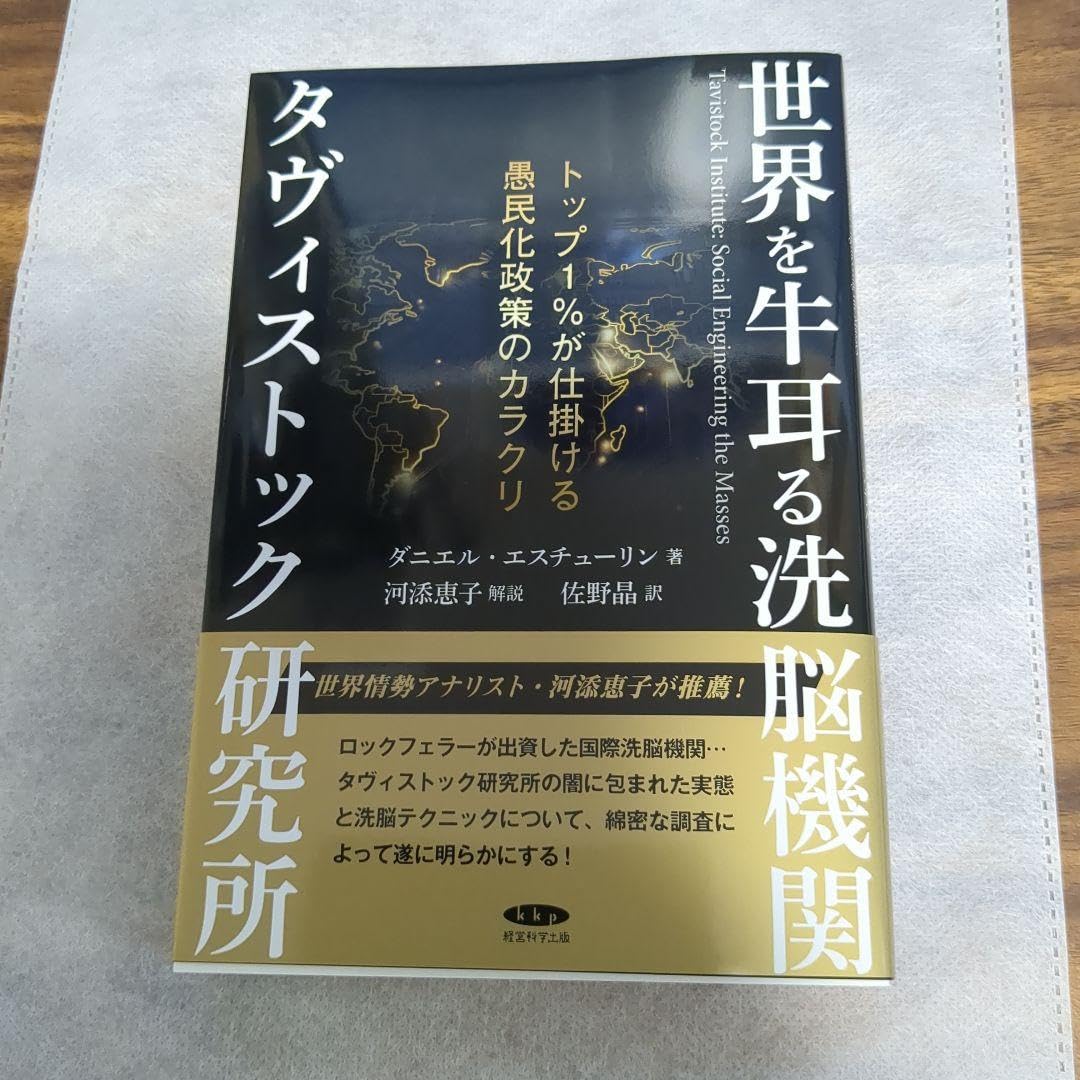 世界を牛耳る洗脳機関
Tavistock Institute: Social Engineering the Masses
タヴィストック研究所
トップ1%が仕掛ける
愚民化政策のカラクリ
ダニエル・エスチューリン 著
河添恵子 解説 佐野晶 訳
世界情勢アナリスト・河添恵子が推薦!
ロックフェラーが出資した国際洗脳機関…
タヴィストック研究所の闇に包まれた実態
と洗脳テクニックについて、綿密な調査に
よって遂に明らかにする!
kkp
経営科学出版